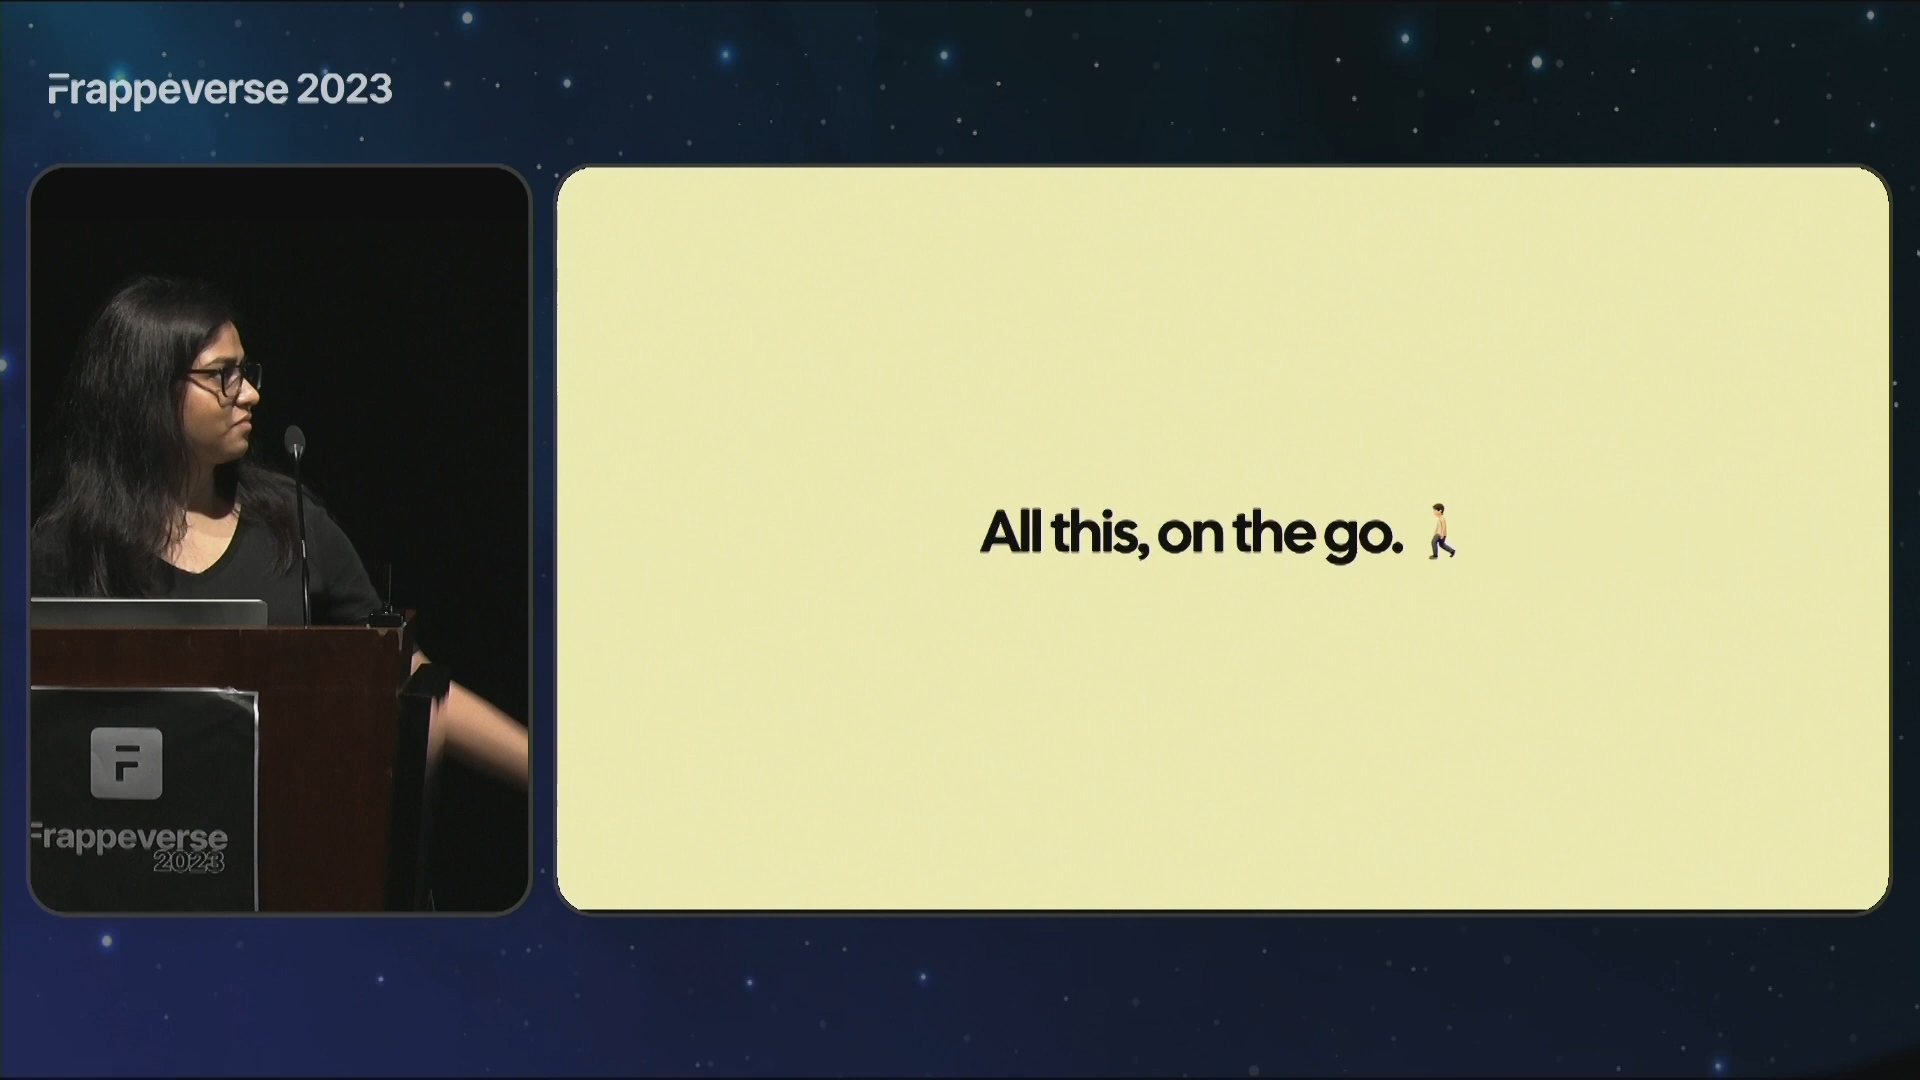 Frappeverse 2023
All this, on the go.
F
Frappeverse
2023